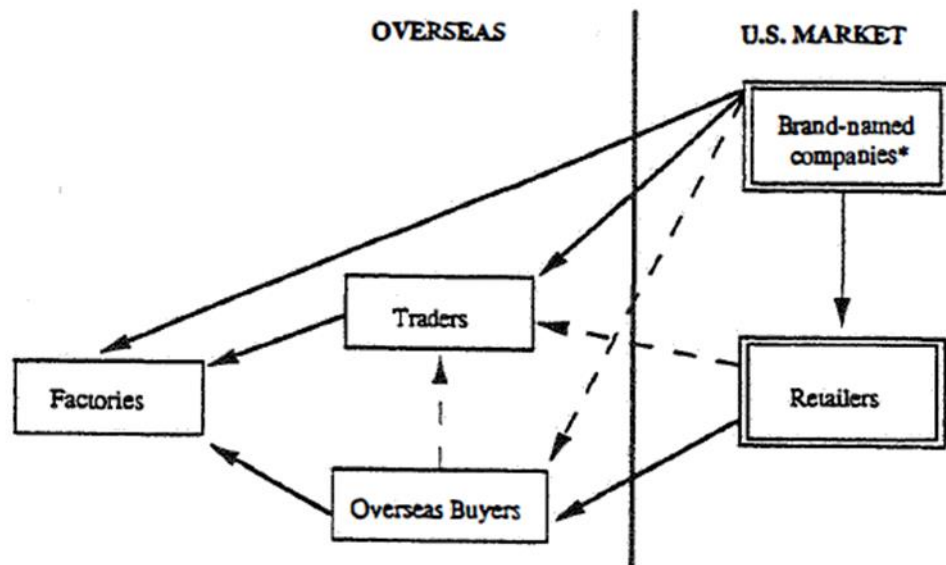 OVERSEAS
U.S. MARKET
Brand-named
companies*
Traders
Factories
Retailers
Overseas Buyers